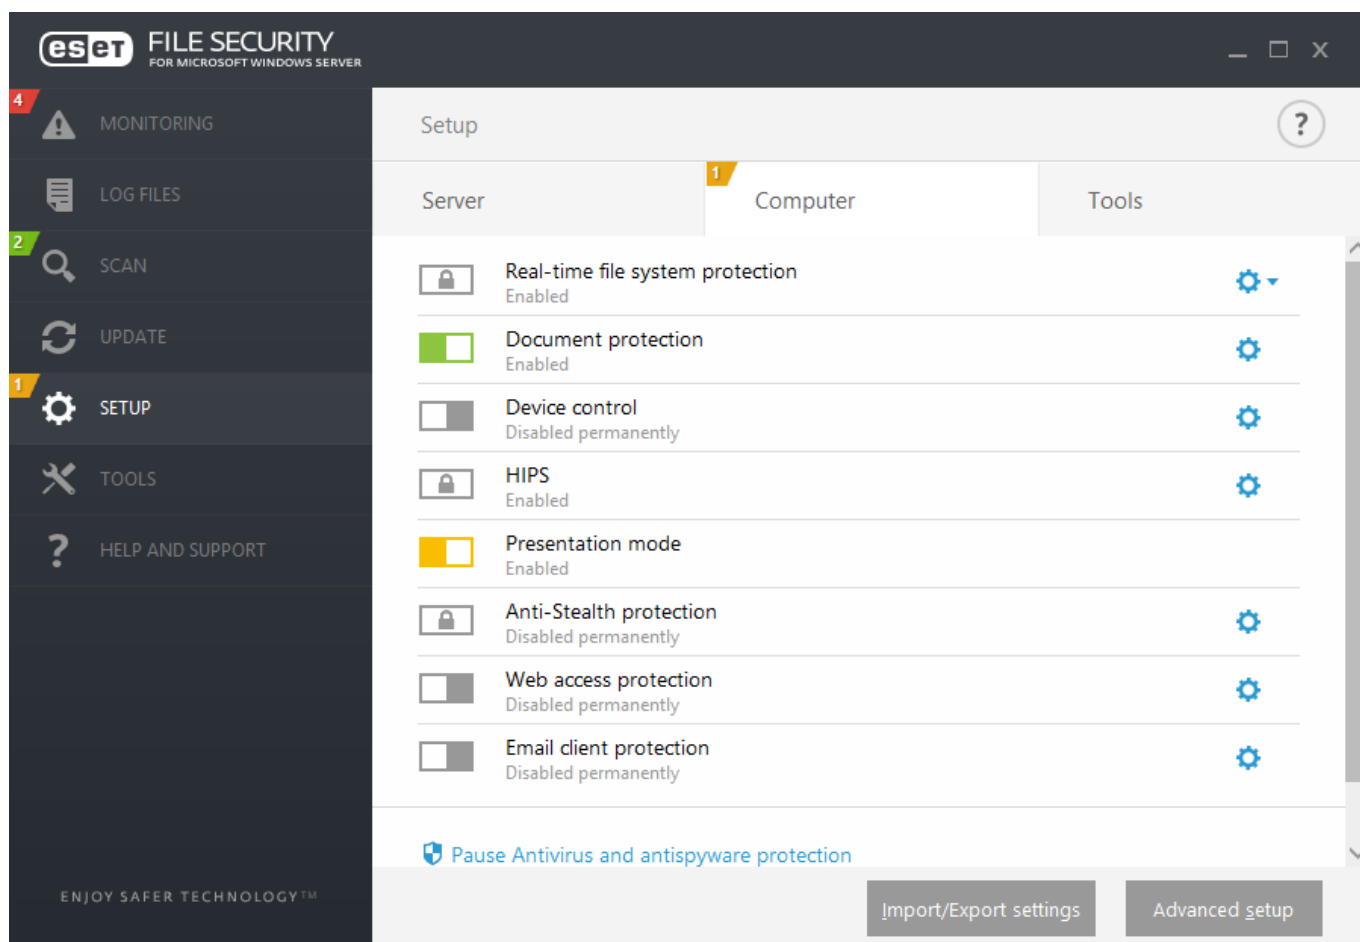 eset FILE SECURITY
FOR MICROSOFT WINDOWS SERVER
4
MONITORING
LOG FILES
2
SCAN
UPDATE
1
SETUP
TOOLS
? HELP AND SUPPORT
ENJOY SAFER TECHNOLOGY™
Setup
?
Server
1
Computer
Tools
Real-time file system protection
Enabled
Document protection
Enabled
Device control
Disabled permanently
HIPS
Enabled
Presentation mode
Enabled
Anti-Stealth protection
Disabled permanently
Web access protection
Disabled permanently
Email client protection
Disabled permanently
Pause Antivirus and antispyware protection
Import/Export settings
Advanced setup